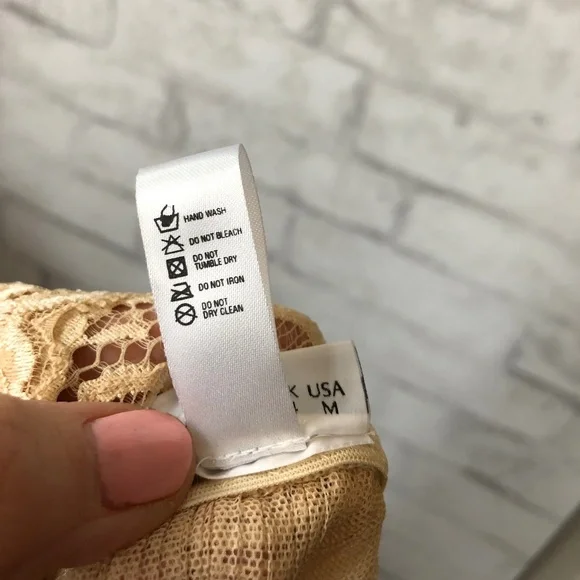 HAND WASH
DO NOT BLEACH
DO NOT
TUMBLE DRY
DO NOT IRON
DO NOT
DRY CLEAN
K USA
M